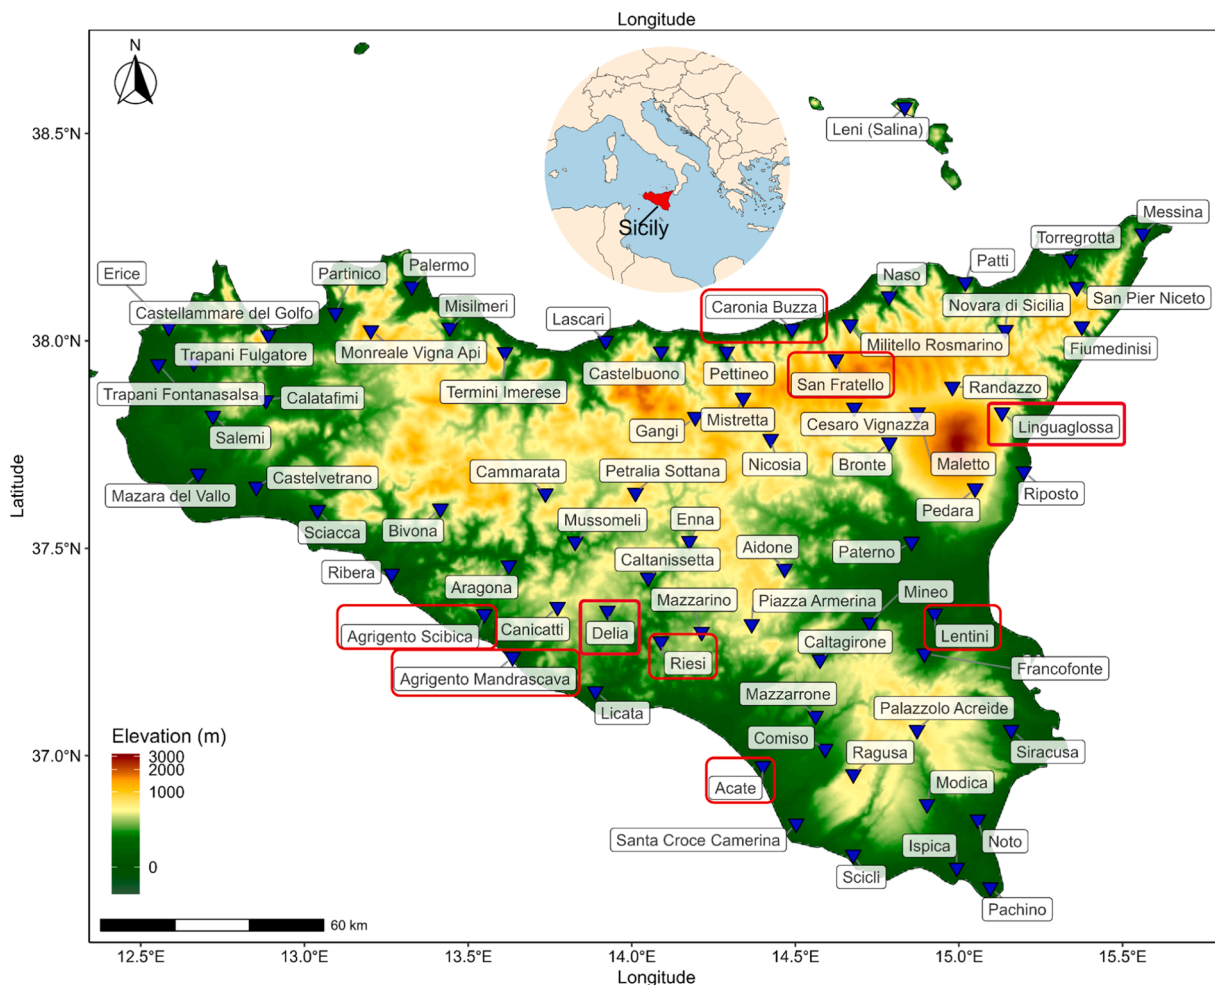 Longitude
N
38.5°N
Leni (Salina)
Sicily
Messina
Torregrotta
Erice
Partinico
Palermo
Naso
Patti
Castellammare del Golfo
Misilmeri
Lascari
Caronia Buzza
Novara di Sicilia
San Pier Niceto
38.0°N
Trapani Fulgatore
Monreale Vigna Api
Militello Rosmarino
Fiumedinisi
Trapani Fontanasalsa
Calatafimi
Termini Imerese
Castelbuono
Pettineo
San Fratello
Randazzo
Salemi
Gangi
Mistretta
Cesaro Vignazza
Linguaglossa
Mazara del Vallo
Castelvetrano
Cammarata
Petralia Sottana
Nicosia
Bronte
Maletto
Riposto
Latitude
Sciacca
Bivona
Mussomeli
Enna
Pedara
37.5°N
Ribera
Aragona
Caltanissetta
Aidone
Paterno
Mazzarino
Piazza Armerina
Mineo
Agrigento Scibica
Canicatti
Delia
Caltagirone
Lentini
Agrigento Mandrascava
Riesi
Francofonte
Licata
Mazzarrone
Palazzolo Acreide
Elevation (m)
37.0°N
Comiso
Ragusa
Siracusa
3000
2000
1000
0
Acate
Modica
Santa Croce Camerina
Ispica
Noto
Scicli
Pachino
60 km
12.5°E
13.0°E
13.5°E
14.0°E
14.5°E
15.0°E
15.5°E
Longitude